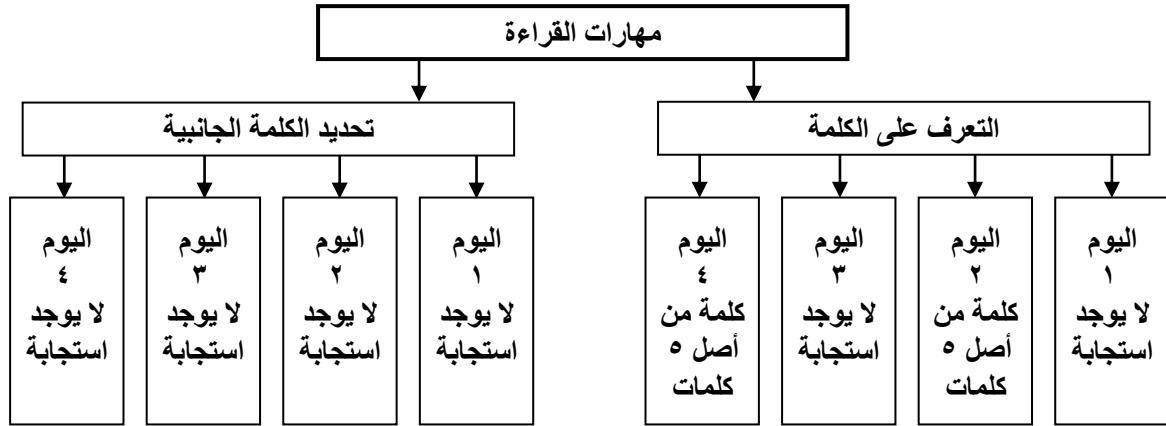 مهارات القراءة
التعرف على الكلمة
تحديد الكلمة الجانبية
اليوم
١
لا يوجد
استجابة
اليوم
٢
كلمة من
أصل ٥
كلمات
اليوم
٣
لا يوجد
استجابة
اليوم
٤
كلمة من
أصل ٥
كلمات
اليوم
١
لا يوجد
استجابة
اليوم
٢
لا يوجد
استجابة
اليوم
٣
لا يوجد
استجابة
اليوم
٤
لا يوجد
استجابة